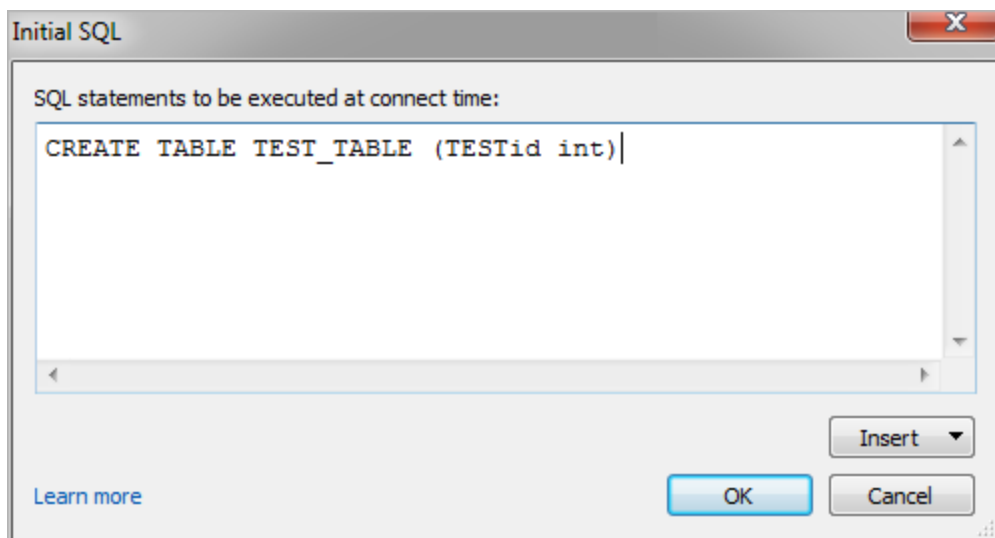 Initial SQL
SQL statements to be executed at connect time:
CREATE TABLE TEST_TABLE (TESTid int)
Insert
Learn more
OK
Cancel